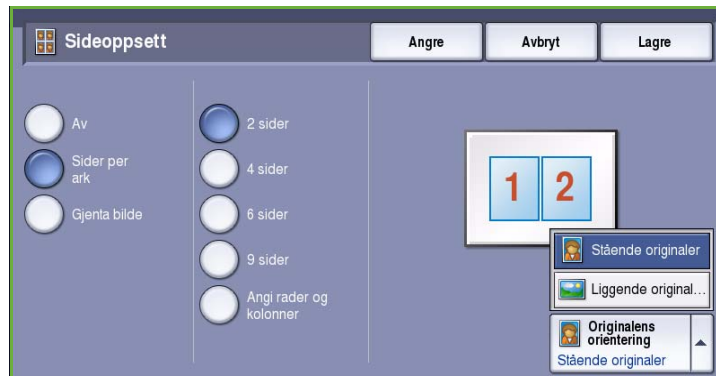 Sideoppsett
Angre
Avbryt
Lagre
Av
Sider per
ark
Gjenta bilde
2 sider
4 sider
6 sider
9 sider
Angi rader og
kolonner
1 2
Stående originaler
Liggende original...
Originalens
orientering
Stående originaler